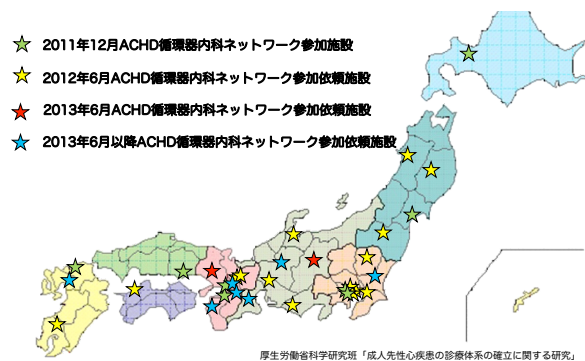 2011年12月ACHD循環器内科ネットワーク参加施設
2012年6月ACHD循環器内科ネットワーク参加依頼施設
2013年6月ACHD循環器内科ネットワーク参加依頼施設
2013年6月以降ACHD循環器内科ネットワーク参加依頼施設
厚生労働省科学研究班「成人先性心疾患の診療体系の確立に関する研究」